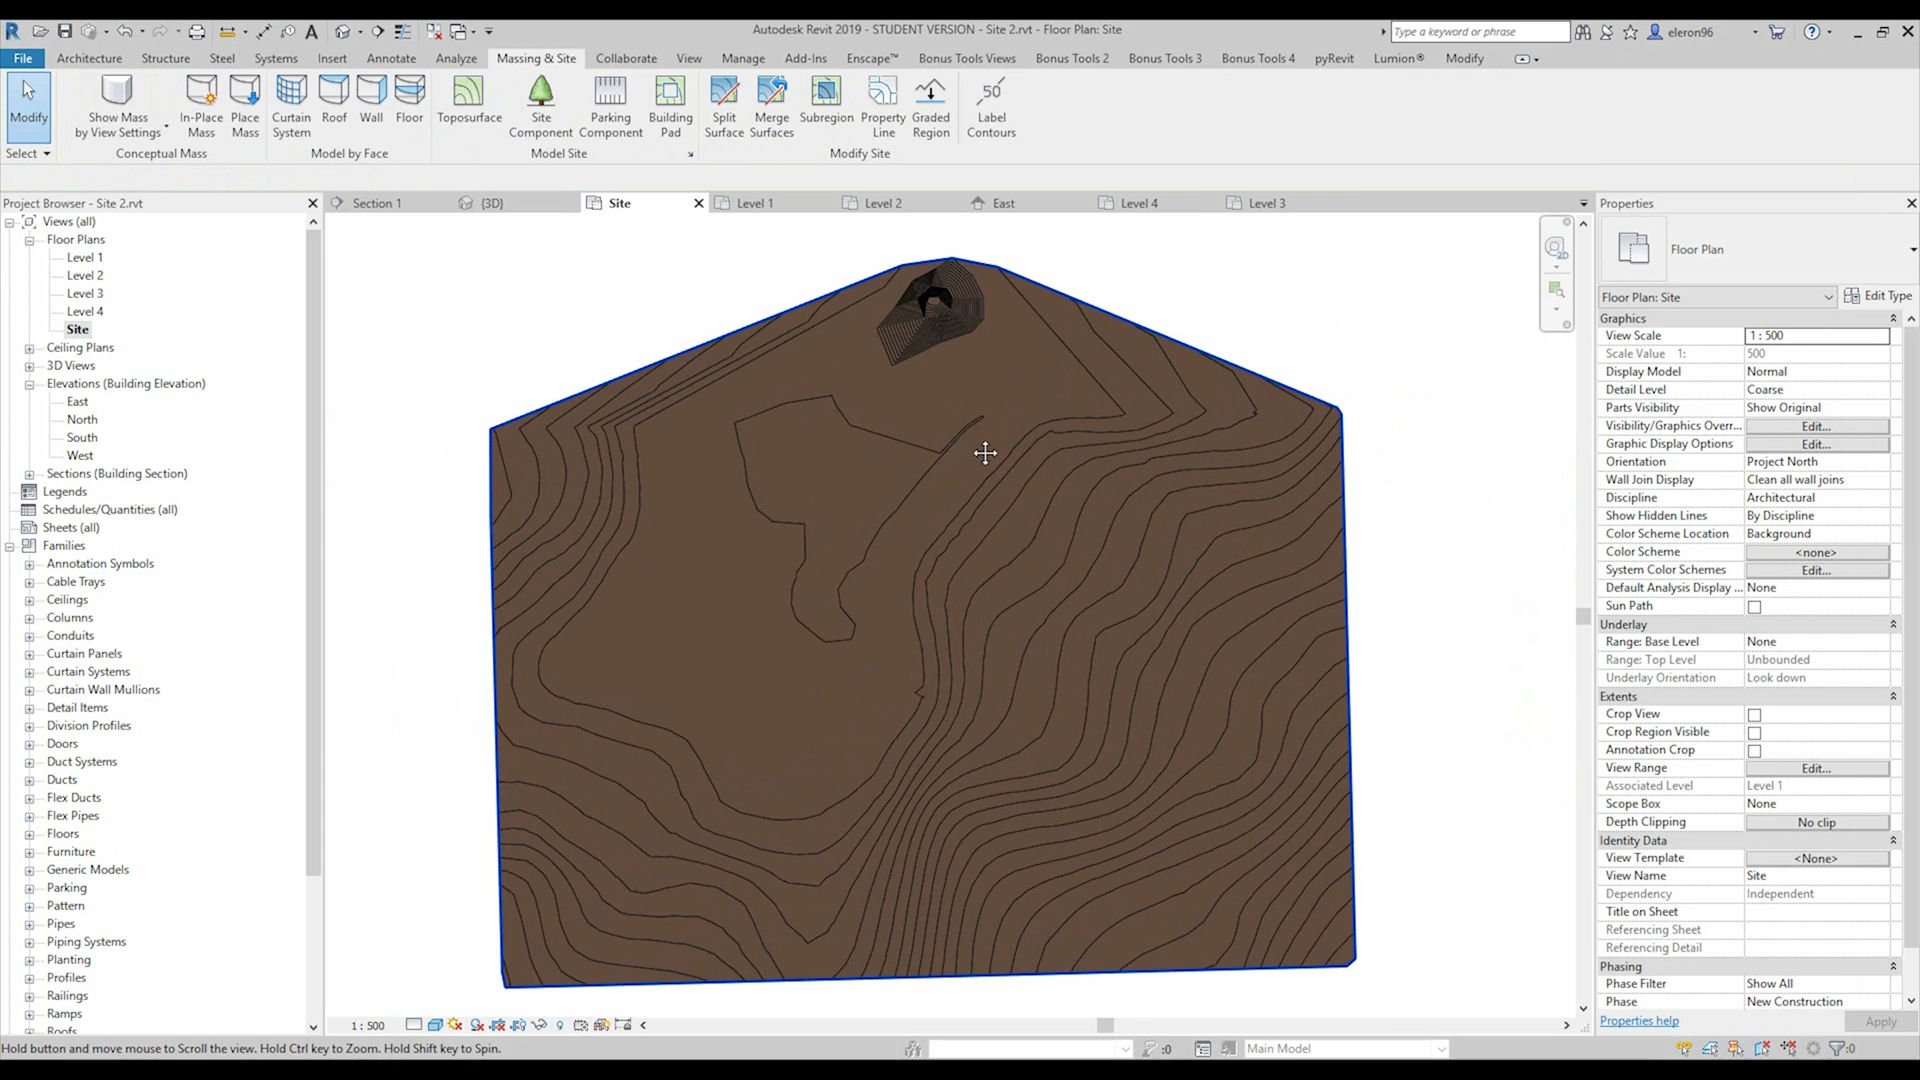 Autodesk Revit 2019 - STUDENT VERSION - Site 2.rvt - Floor Plan: Site
Type a keyword or phrase
eleron96
File
Architecture
Structure
Steel
Systems
Insert
Annotate
Analyze
Massing & Site
Collaborate
View
Manage
Add-Ins
Enscape™
Bonus Tools Views
Bonus Tools 2
Bonus Tools 3
Bonus Tools 4
pyRevit
Lumion®
Modify
Modify
Show Mass
by View Settings
In-Place
Mass
Place
Mass
Curtain
System
Roof
Wall
Floor
Toposurface
Site
Component
Parking
Component
Building
Pad
Split
Surface
Merge
Surfaces
Subregion
Property
Line
Graded
Region
50
Label
Contours
Select
Conceptual Mass
Model by Face
Model Site
Modify Site
Project Browser - Site 2.rvt
Section 1
{3D}
Site
Level 1
Level 2
East
Level 4
Level 3
Views (all)
Floor Plans
Level 1
Level 2
Level 3
Level 4
Site
Ceiling Plans
3D Views
Elevations (Building Elevation)
East
North
South
West
Sections (Building Section)
Legends
Schedules/Quantities (all)
Sheets (all)
Families
Annotation Symbols
Cable Trays
Ceilings
Columns
Conduits
Curtain Panels
Curtain Systems
Curtain Wall Mullions
Detail Items
Division Profiles
Doors
Duct Systems
Ducts
Flex Ducts
Flex Pipes
Floors
Furniture
Generic Models
Parking
Pattern
Pipes
Piping Systems
Planting
Profiles
Railings
Ramps
Roofs
2D
Properties
Floor Plan
Floor Plan: Site
Edit Type
Graphics
View Scale 1 : 500
Scale Value 1: 500
Display Model Normal
Detail Level Coarse
Parts Visibility Show Original
Visibility/Graphics Overr... Edit...
Graphic Display Options Edit...
Orientation Project North
Wall Join Display Clean all wall joins
Discipline Architectural
Show Hidden Lines By Discipline
Color Scheme Location Background
Color Scheme <none>
System Color Schemes Edit...
Default Analysis Display ... None
Sun Path
Underlay
Range: Base Level None
Range: Top Level Unbounded
Underlay Orientation Look down
Extents
Crop View
Crop Region Visible
Annotation Crop
View Range Edit...
Associated Level Level 1
Scope Box None
Depth Clipping No clip
Identity Data
View Template <None>
View Name Site
Dependency Independent
Title on Sheet
Referencing Sheet
Referencing Detail
Phasing
Phase Filter Show All
Phase New Construction
Properties help
Apply
1 : 500
Hold button and move mouse to Scroll the view. Hold Ctrl key to Zoom. Hold Shift key to Spin.
:0
Main Model
:0